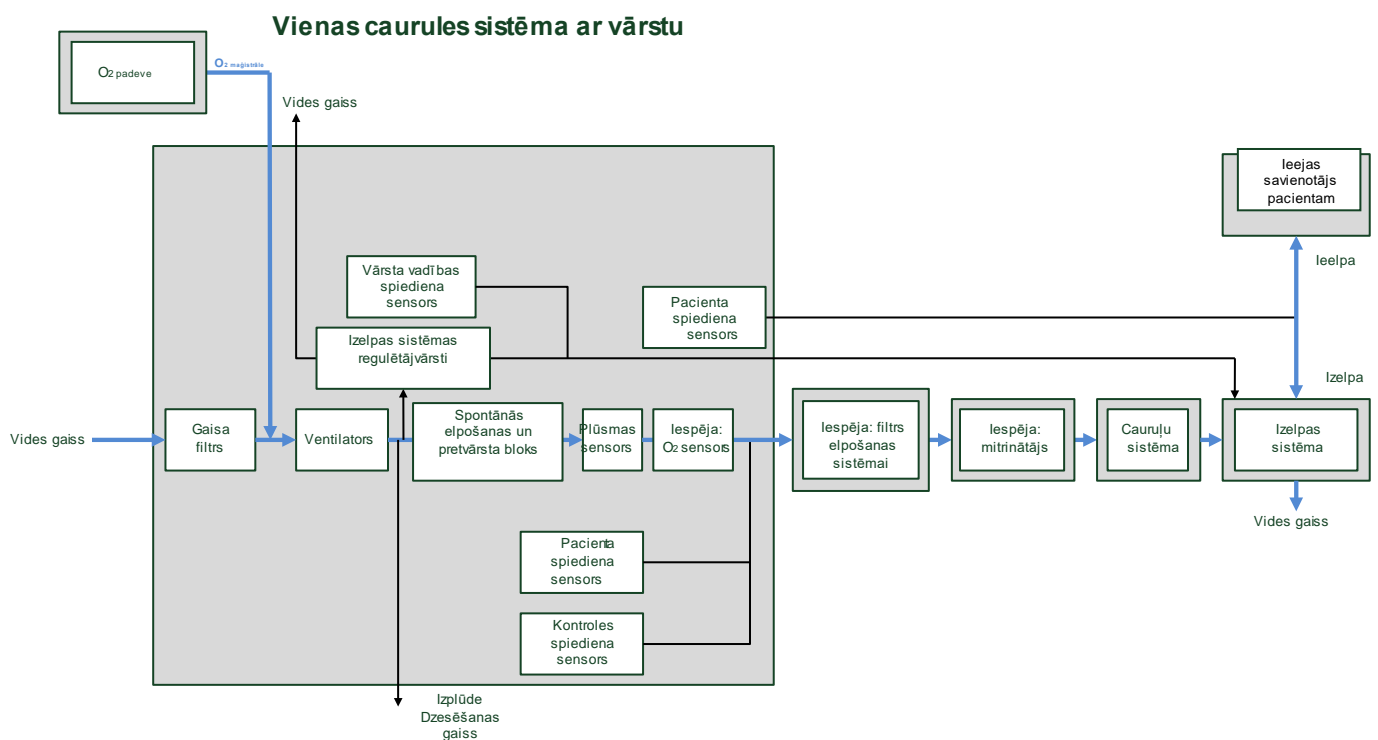 Vienas caurules sistēma ar vārstu
O2 padeve
O2 maģistrāle
Vides gaiss
Ieejas
savienotājs
pacientam
Ieelpa
Vārsta vadības
spiediena
sensors
Pacienta
spiediena
sensors
Izelpas sistēmas
regulētājvārsti
Izelpa
Vides gaiss
Gaisa
filtrs
Ventilators
Spontānās
elpošanas un
pretvārsta bloks
Plūsmas
sensors
Iespēja:
O2 sensors
Iespēja: filtrs
elpošanas
sistēmai
Iespēja:
mitrinātājs
Cauruļu
sistēma
Izelpas
sistēma
Vides gaiss
Pacienta
spiediena
sensors
Kontroles
spiediena
sensors
Izplūde
Dzesēšanas
gaiss